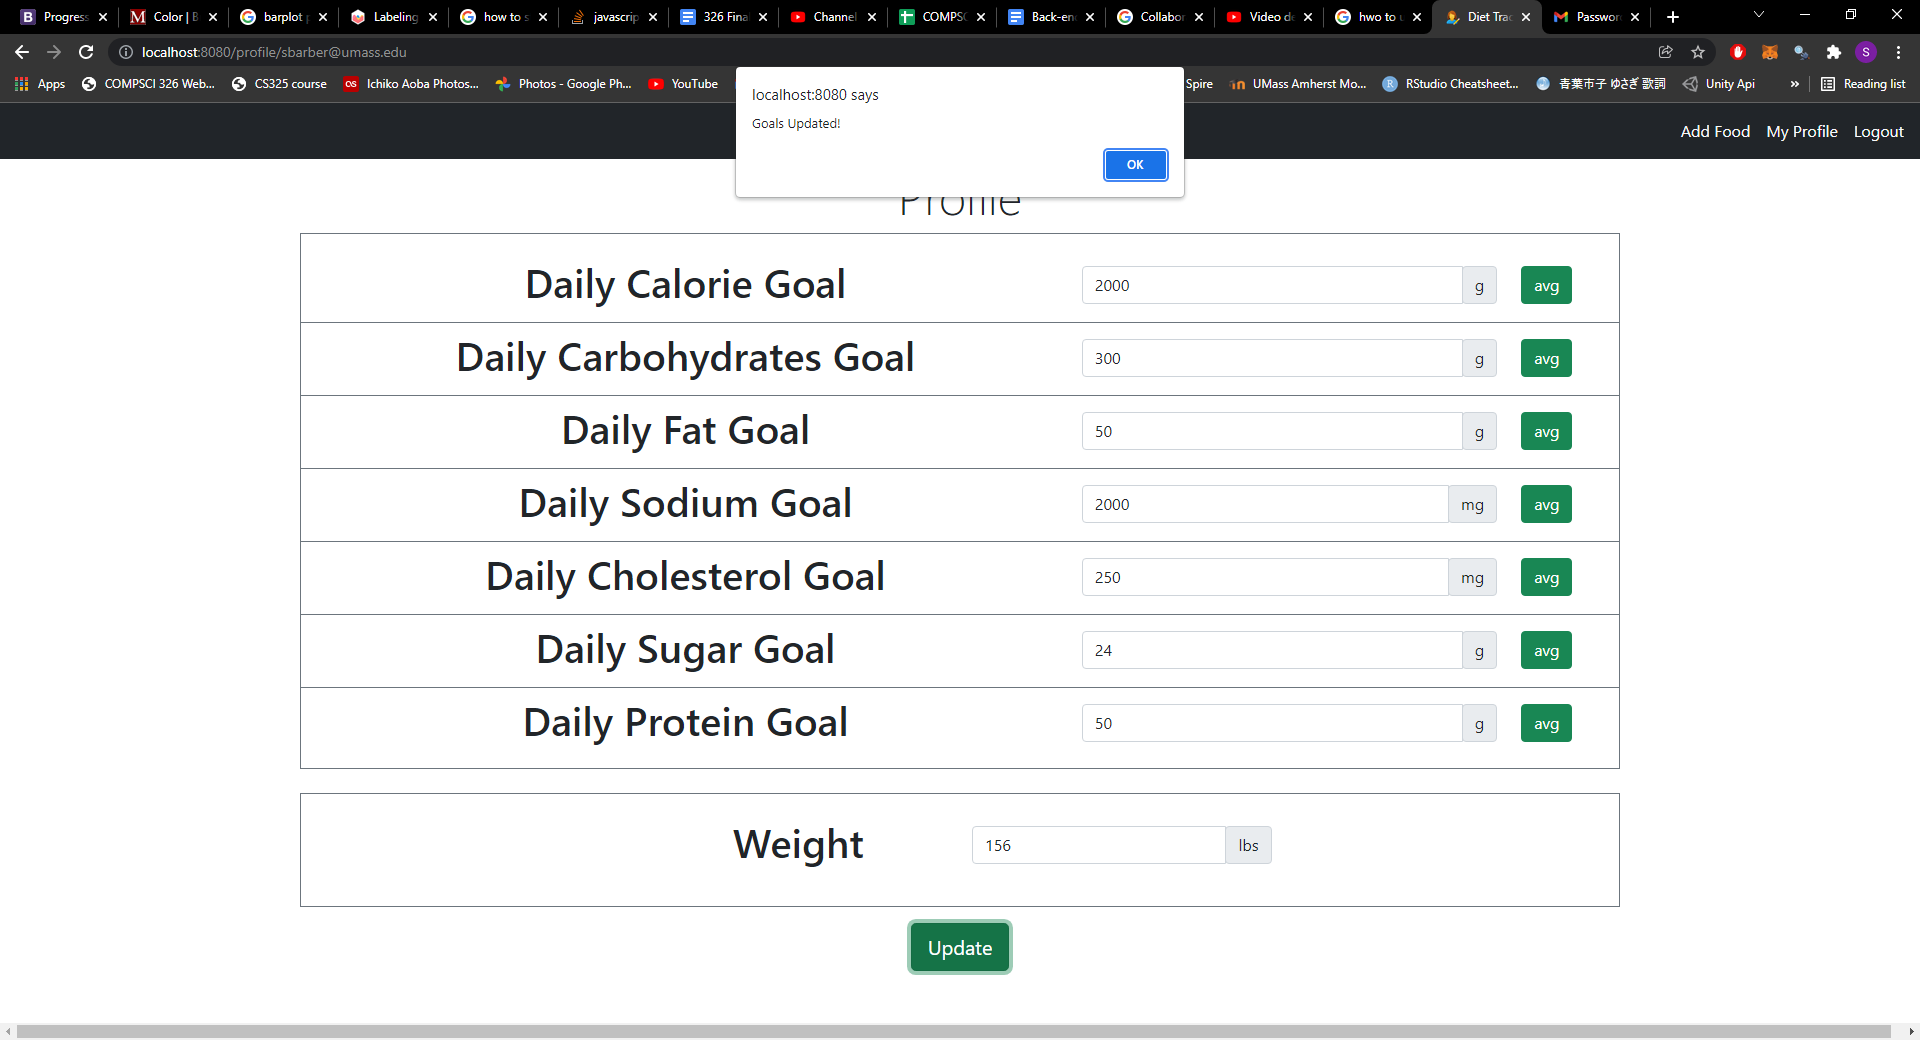 Progress
Color | B
barplot p
Labeling
how to s
javascrip
326 Fina
Channel
COMPSC
Back-end
Collabor
Video de
hwo to u
Diet Trac
Password
localhost:8080/profile/sbarber@umass.edu
S
Apps
COMPSCI 326 Web...
CS325 course
Ichiko Aoba Photos...
Photos - Google Ph...
YouTube
Spire
UMass Amherst Mo...
RStudio Cheatsheet...
青葉市子 ゆさぎ 歌詞
Unity Api
»
Reading list
localhost:8080 says
Goals Updated!
OK
Add Food My Profile Logout
Profile
Daily Calorie Goal 2000 g avg
Daily Carbohydrates Goal 300 g avg
Daily Fat Goal 50 g avg
Daily Sodium Goal 2000 mg avg
Daily Cholesterol Goal 250 mg avg
Daily Sugar Goal 24 g avg
Daily Protein Goal 50 g avg
Weight 156 lbs
Update